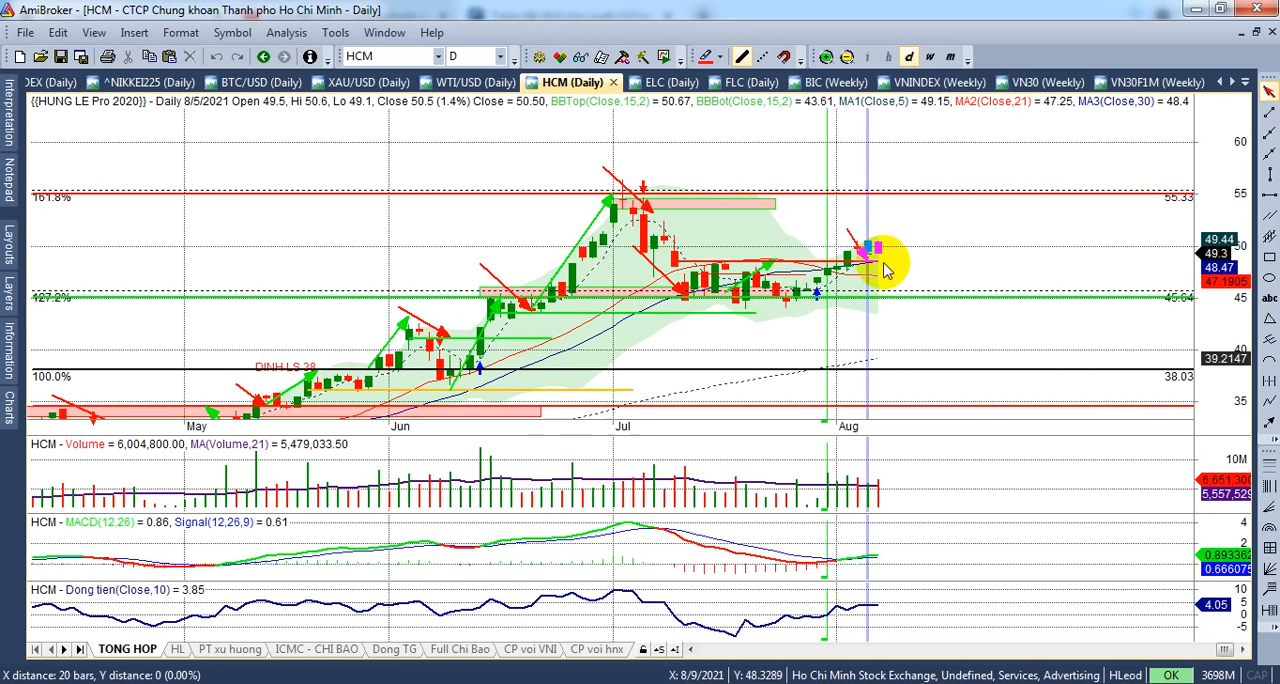 AmiBroker - [HCM - CTCP Chung khoan Thanh pho Ho Chi Minh - Daily]
File Edit View Insert Format Symbol Analysis Tools Window Help
HCM D i h d w m
DEX (Daily) ^NIKKEI225 (Daily) BTC/USD (Daily) XAU/USD (Daily) WTI/USD (Daily) HCM (Daily) ELC (Daily) FLC (Daily) BIC (Weekly) VNINDEX (Weekly) VN30 (Weekly) VN30F1M (Weekly)
{{HUNG LE Pro 2020}} - Daily 8/5/2021 Open 49.5, Hi 50.6, Lo 49.1, Close 50.5 (1.4%) Close = 50.50, BBTop(Close,15,2) = 50.67, BBBot(Close,15,2) = 43.61, MA1(Close,5) = 49.15, MA2(Close,21) = 47.25, MA3(Close,30) = 48.4
Interpretation
Notepad
Layouts
Layers
Information
Charts
abc
60
161.8% 55.33
55
50
49.44
49.3
48.47
47.1905
127.2% 45
DINH LS 38
40
39.2147
100.0% 38.03
35
May Jun Jul Aug
HCM - Volume = 6,004,800.00, MA(Volume,21) = 5,479,033.50
10M
6,651,300
5,557,529
HCM - MACD(12,26) = 0.86, Signal(12,26,9) = 0.61
4
2
0.893362
0.666075
HCM - Dong tien(Close,10) = 3.85
10
5
4.05
0
-5
TONG HOP HL PT xu huong ICMC - CHI BAO Dong TG Full Chi Bao CP voi VNI CP voi hnx
X distance: 20 bars, Y distance: 0 (0.00%) X: 8/9/2021 Y: 48.3289 Ho Chi Minh Stock Exchange, Undefined, Services, Advertising HLeod OK 3698M CAP